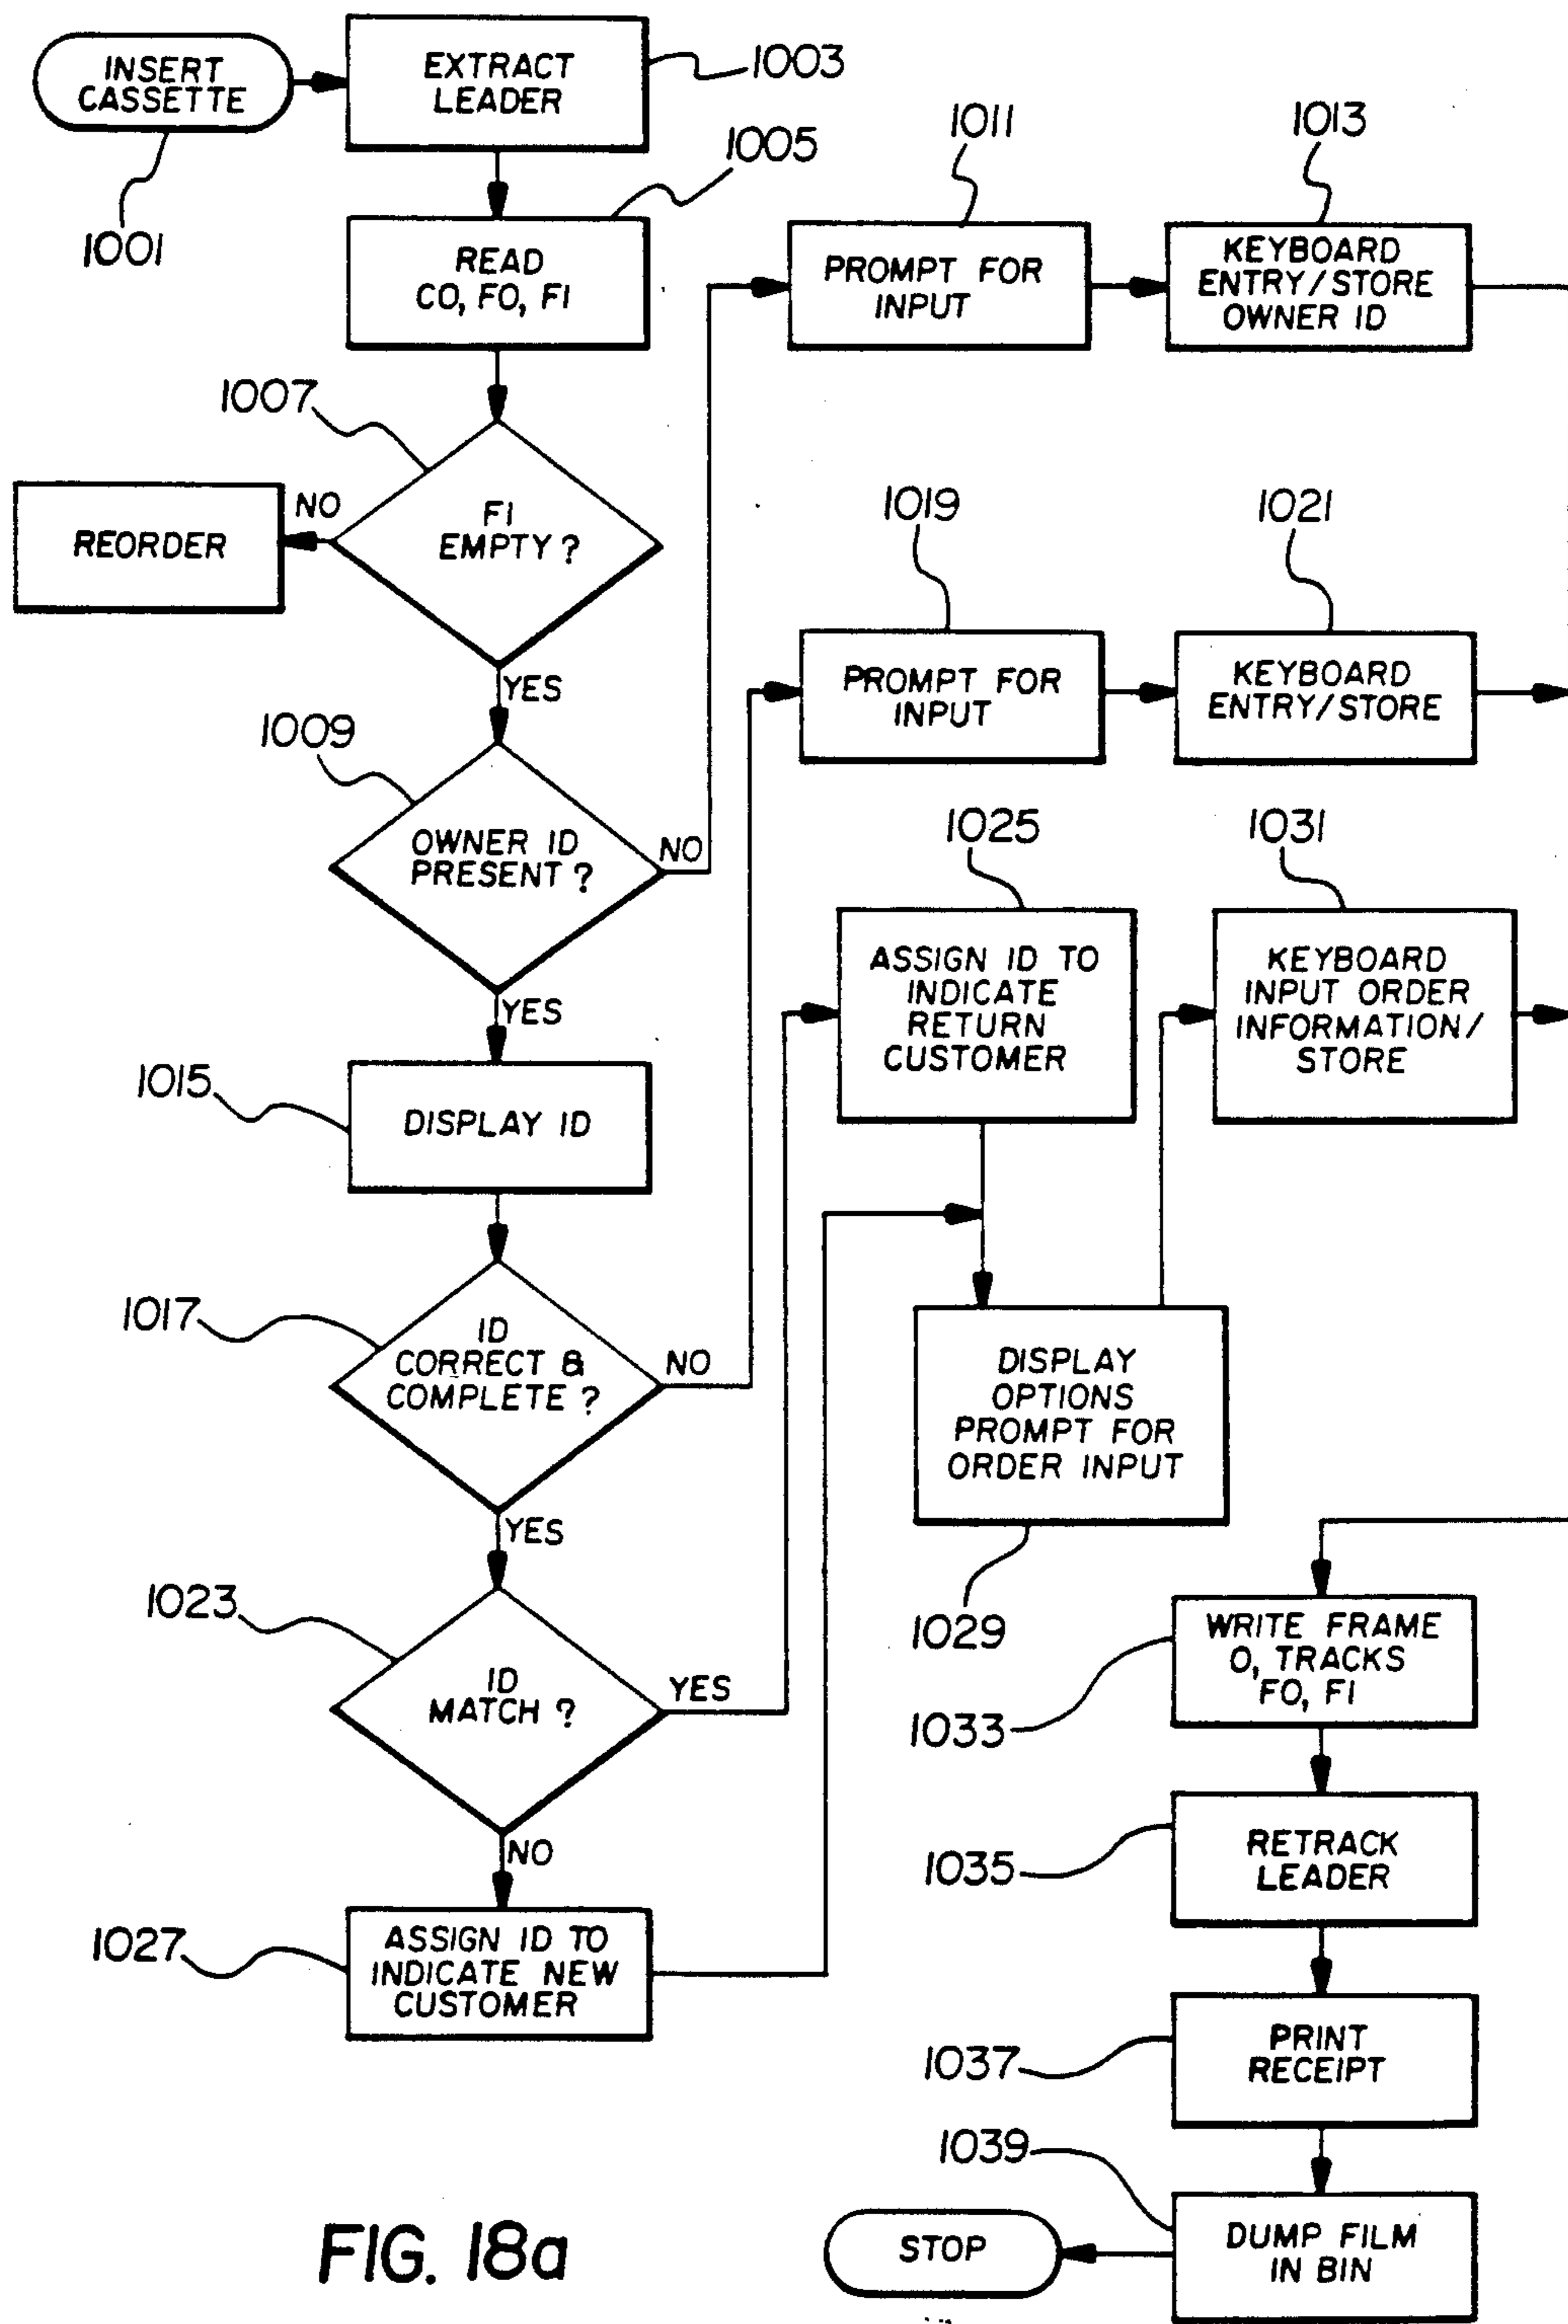 INSERT
CASSETTE
1001
EXTRACT
LEADER
1003
READ
CO, FO, FI
1005
FI
EMPTY ?
1007
NO
REORDER
YES
OWNER ID
PRESENT ?
1009
NO
YES
PROMPT FOR
INPUT
1011
KEYBOARD
ENTRY/STORE
OWNER ID
1013
DISPLAY ID
1015
ID
CORRECT &
COMPLETE ?
1017
NO
YES
PROMPT FOR
INPUT
1019
KEYBOARD
ENTRY/STORE
1021
ID
MATCH ?
1023
YES
NO
ASSIGN ID TO
INDICATE
RETURN
CUSTOMER
1025
ASSIGN ID TO
INDICATE NEW
CUSTOMER
1027
DISPLAY
OPTIONS
PROMPT FOR
ORDER INPUT
1029
KEYBOARD
INPUT ORDER
INFORMATION/
STORE
1031
WRITE FRAME
O, TRACKS
FO, FI
1033
RETRACK
LEADER
1035
PRINT
RECEIPT
1037
DUMP FILM
IN BIN
1039
STOP
FIG. 18a